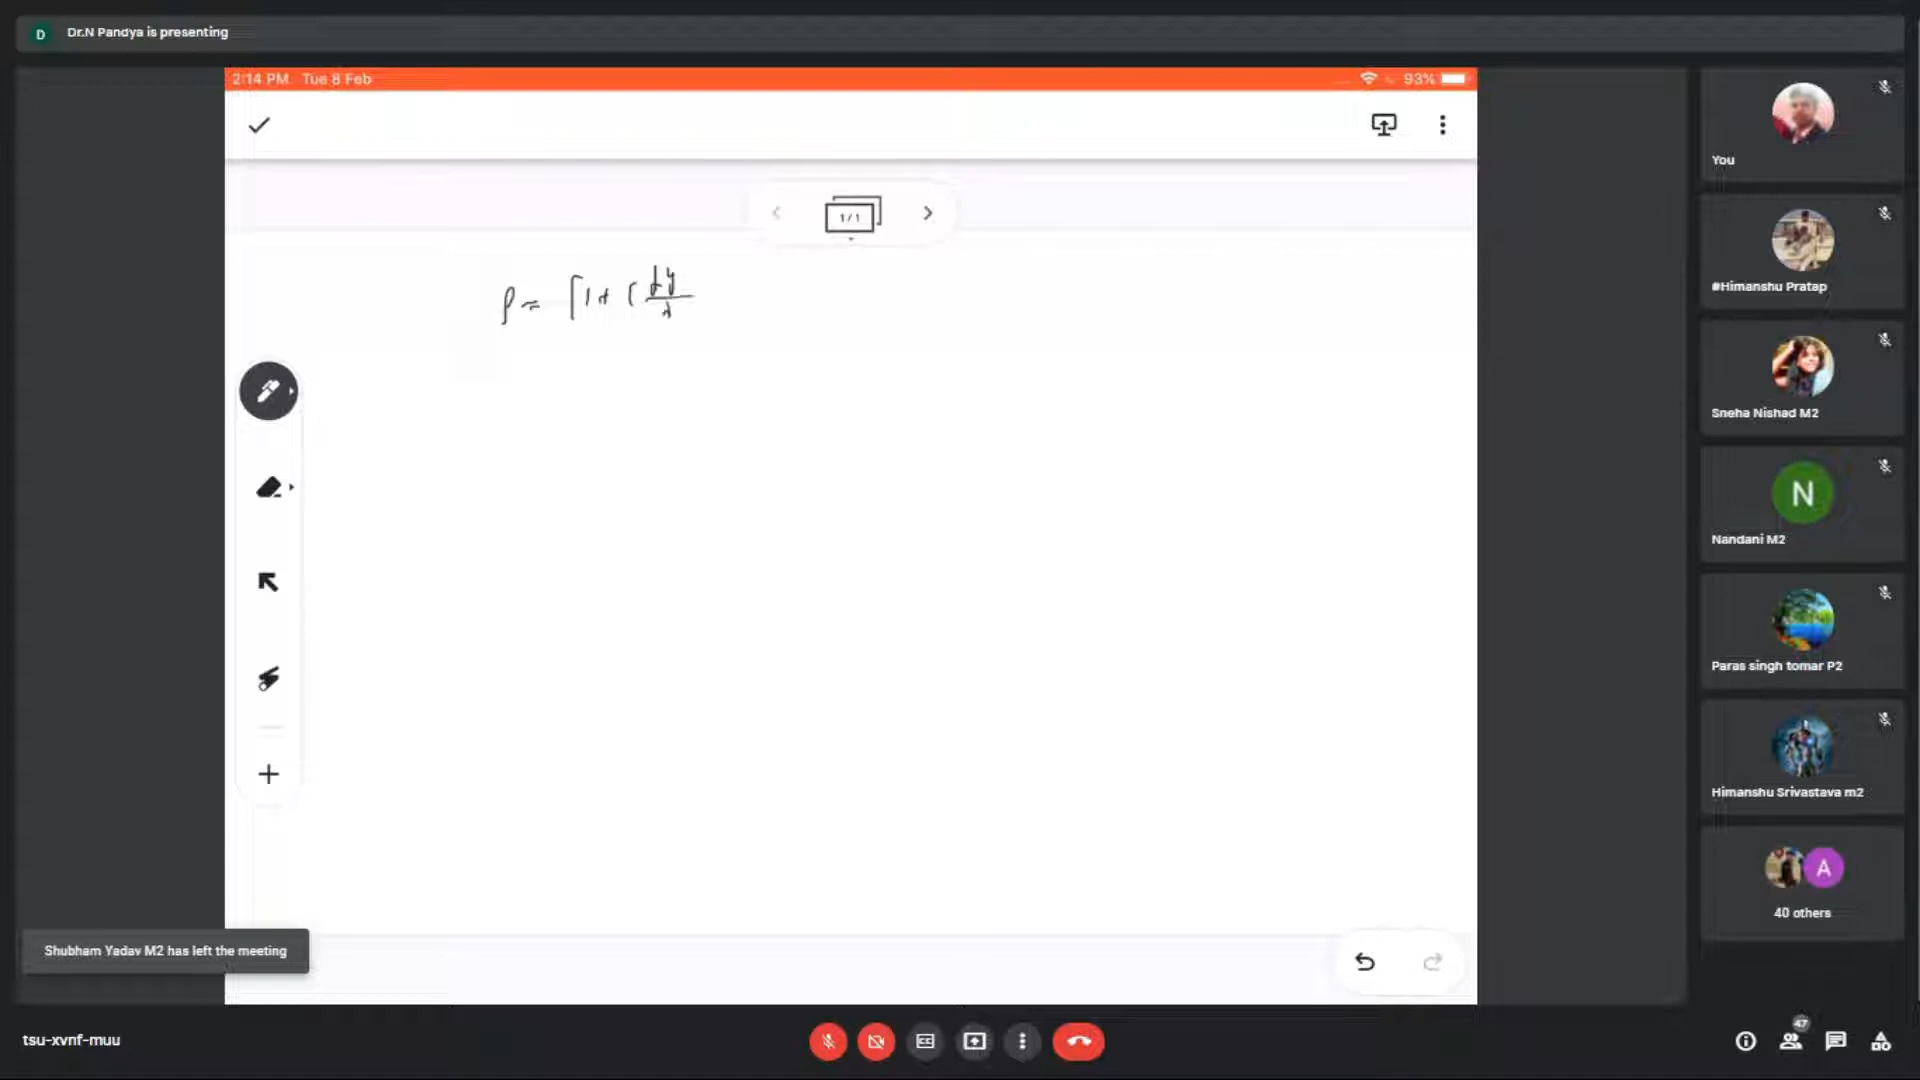 D Dr.N Pandya is presenting
2:14 PM Tue 8 Feb
93%
1/1
ρ = [1+ ( dy
You
#Himanshu Pratap
Sneha Nishad M2
N
Nandani M2
Paras singh tomar P2
Himanshu Srivastava m2
A
40 others
Shubham Yadav M2 has left the meeting
tsu-xvnf-muu
47